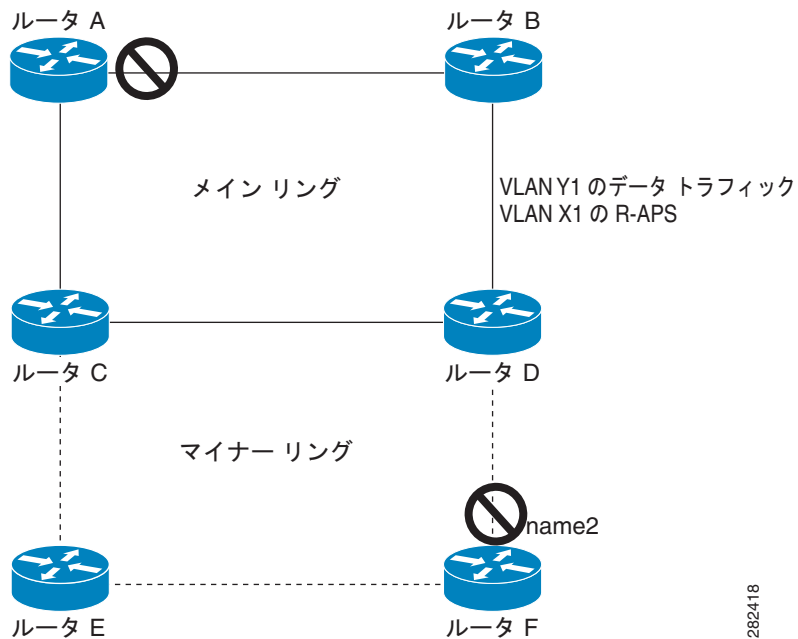 ルータ A
ルータ B
メイン リング
VLAN Y1 のデータ トラフィック
VLAN X1 の R-APS
ルータ C
ルータ D
マイナー リング
name2
ルータ E
ルータ F
282418